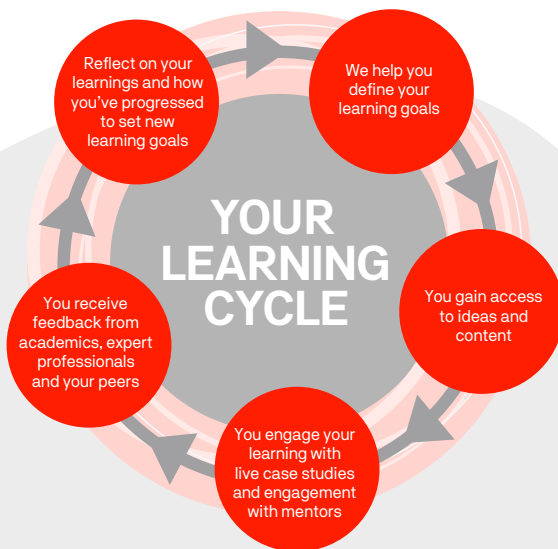 Reflect on your
learnings and how
you've progressed
to set new
learning goals
We help you
define your
learning goals
YOUR
LEARNING
CYCLE
You gain access
to ideas and
content
You receive
feedback from
academics, expert
professionals
and your peers
You engage your
learning with
live case studies
and engagement
with mentors